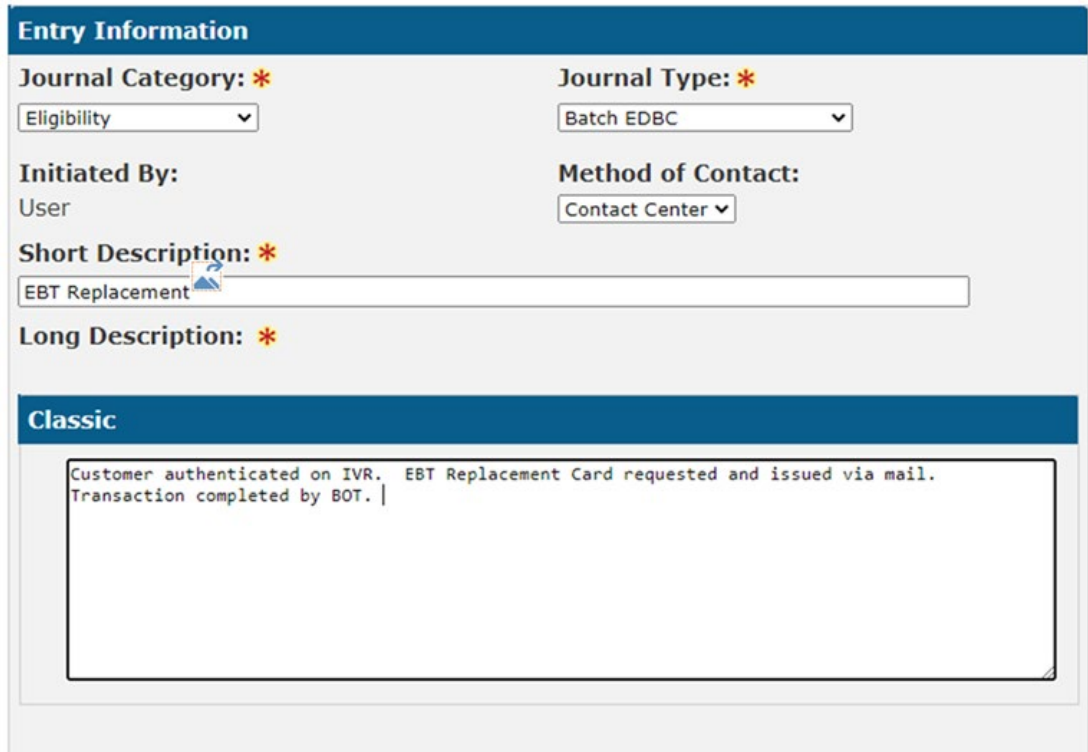 Entry Information
Journal Category: *
Journal Type: *
Eligibility
Batch EDBC
Initiated By:
Method of Contact:
User
Contact Center
Short Description: *
EBT Replacement
Long Description: *
Classic
Customer authenticated on IVR.  EBT Replacement Card requested and issued via mail.
Transaction completed by BOT.